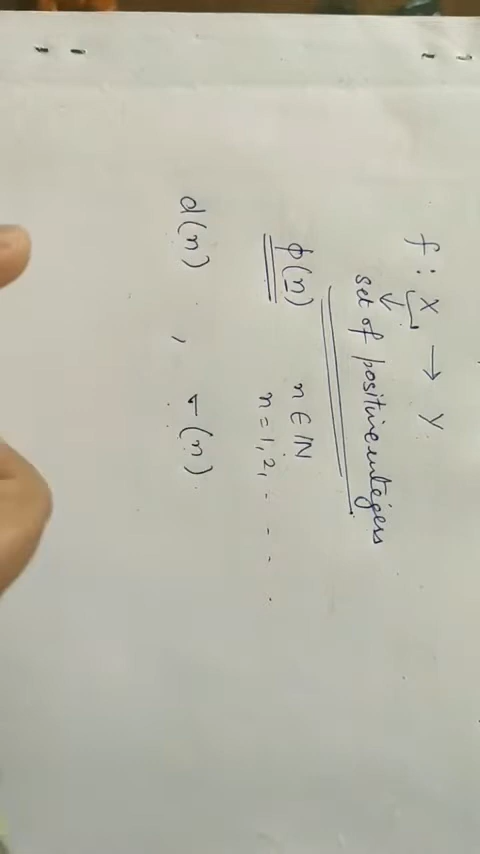 f : X → Y
set of positive integers
ϕ(n) n ∈ ℕ
n = 1, 2, - - - .
d(n) , σ(n).